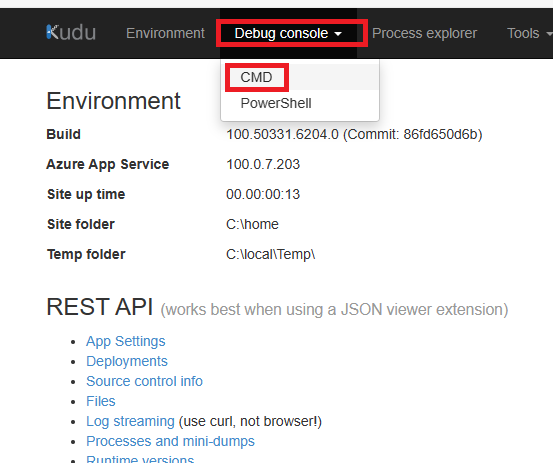 Kudu Environment Debug console Process explorer Tools
CMD
PowerShell
Environment
Build 100.50331.6204.0 (Commit: 86fd650d6b)
Azure App Service 100.0.7.203
Site up time 00.00:00:13
Site folder C:\home
Temp folder C:\local\Temp\
REST API (works best when using a JSON viewer extension)
App Settings
Deployments
Source control info
Files
Log streaming (use curl, not browser!)
Processes and mini-dumps
Runtime versions